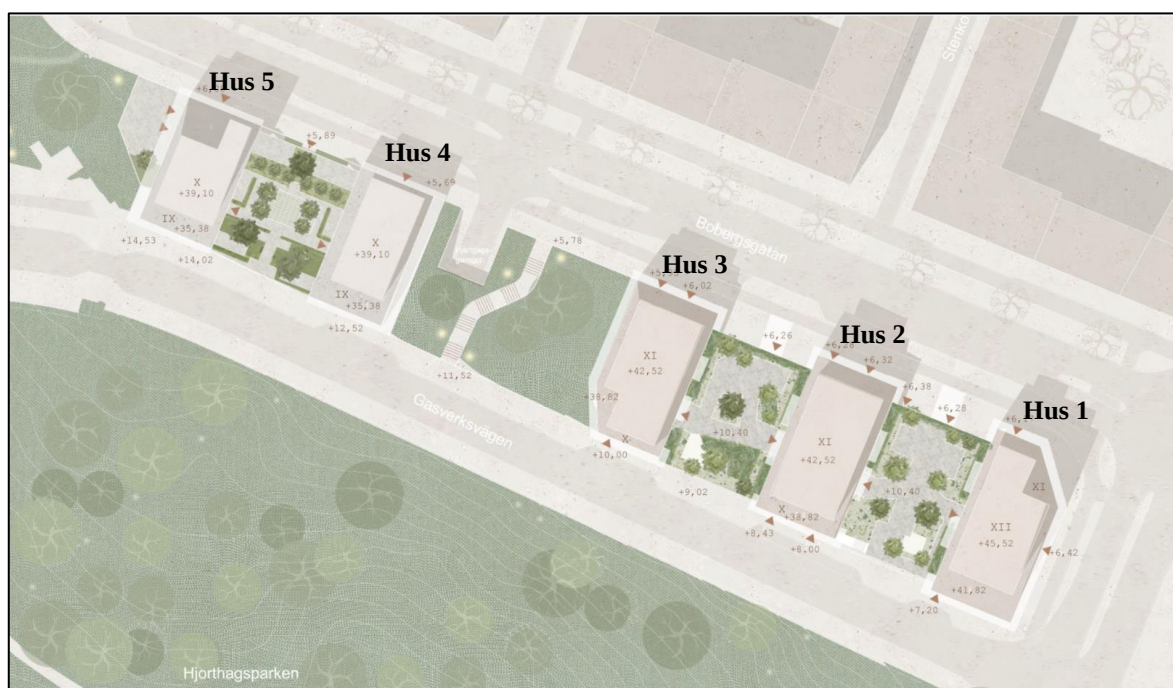 Stenko
Hus 5
+5,89
Hus 4
+5,69
X
+39,10
IX
+35,38
+14,53
+14,02
X
+39,10
IX
+35,38
+12,52
+5,78
Bobergsgatan
Hus 3
+6,02
+6,26
Hus 2
+6,28
+6,32
+6,38
+6,28
Hus 1
XI
+42,52
+38,82
X
+10,00
+10,40
+9,02
+11,52
Gasverksvägen
XI
+42,52
X
+38,82
+8,43
+8.00
+10,40
XI
XII
+45,52
+41,82
+7,20
+6,42
Hjorthagsparken